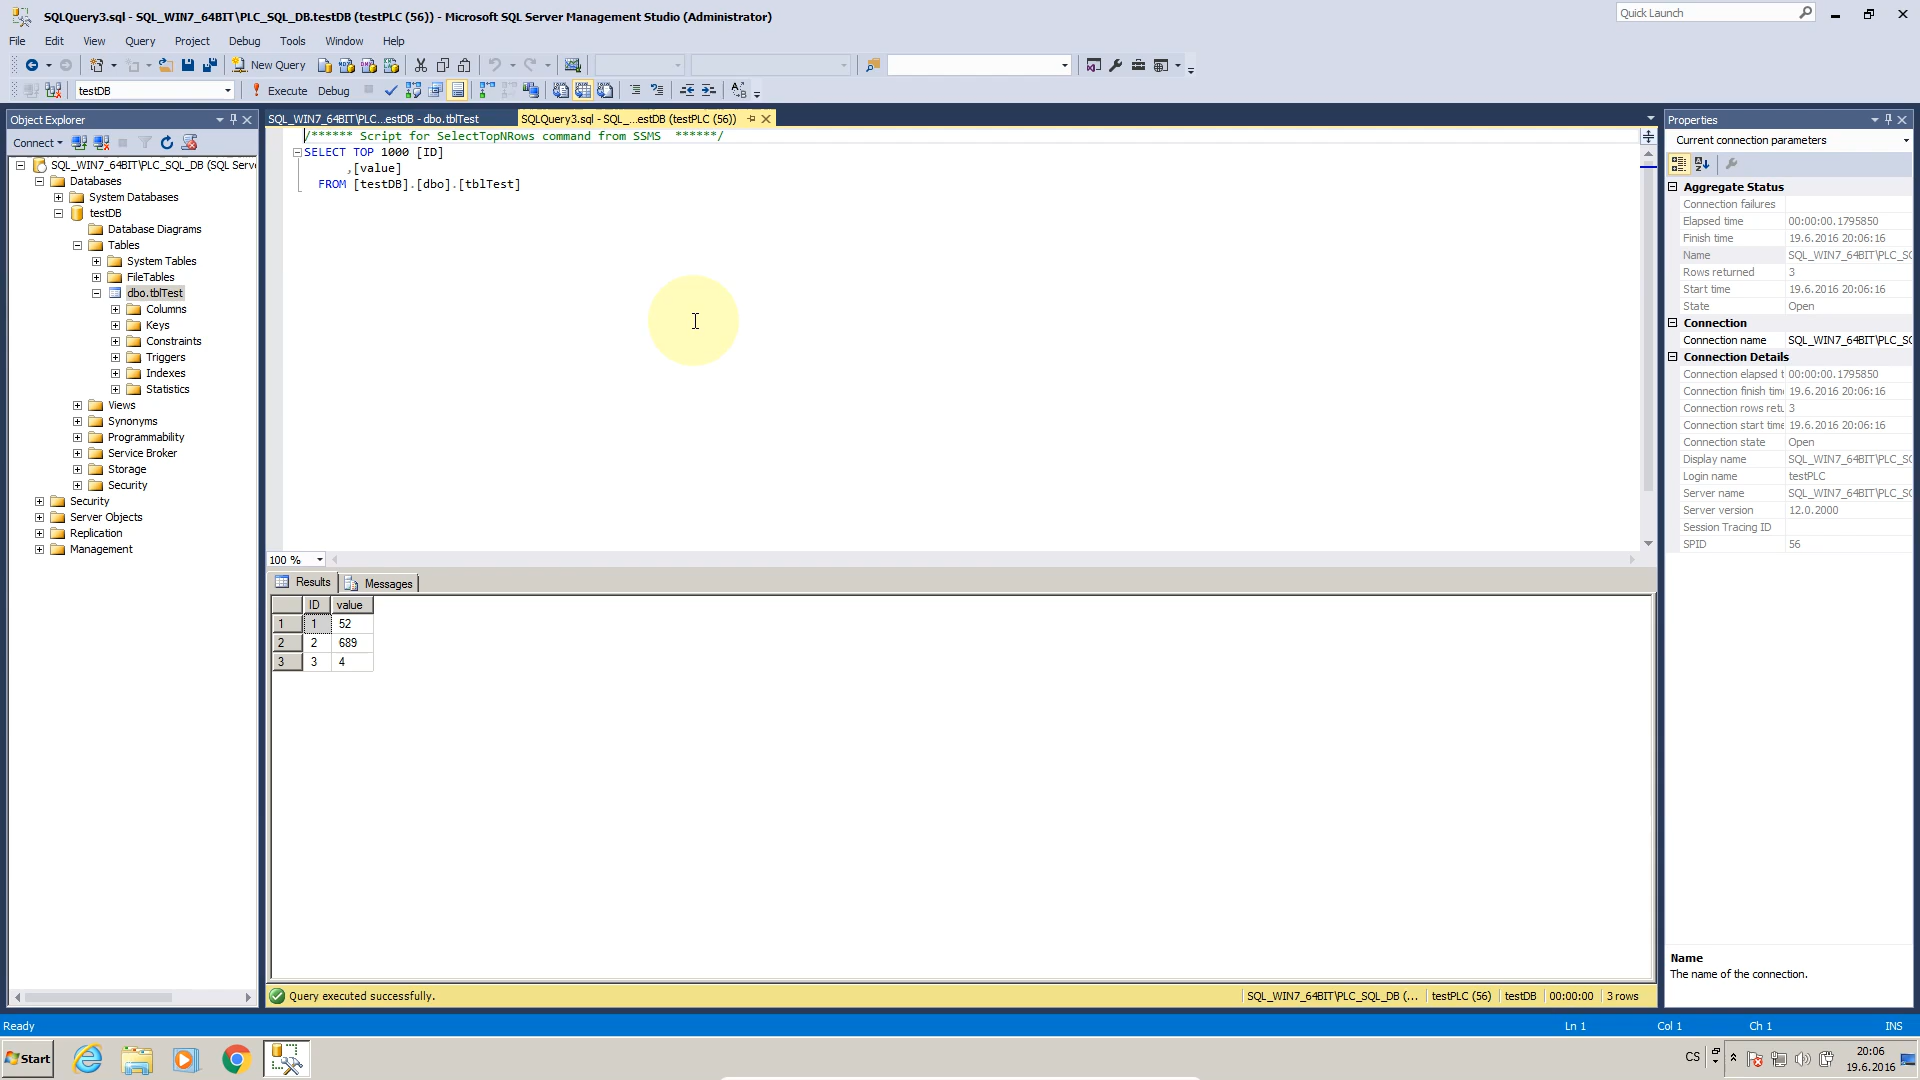 SQLQuery3.sql - SQL_WIN7_64BIT\PLC_SQL_DB.testDB (testPLC (56)) - Microsoft SQL Server Management Studio (Administrator)
Quick Launch
File Edit View Query Project Debug Tools Window Help
New Query
testDB
Execute Debug
Object Explorer
Connect
SQL_WIN7_64BIT\PLC_SQL_DB (SQL Serve
Databases
System Databases
testDB
Database Diagrams
Tables
System Tables
FileTables
dbo.tblTest
Columns
Keys
Constraints
Triggers
Indexes
Statistics
Views
Synonyms
Programmability
Service Broker
Storage
Security
Security
Server Objects
Replication
Management
SQL_WIN7_64BIT\PLC...estDB - dbo.tblTest
SQLQuery3.sql - SQL_...estDB (testPLC (56))
/****** Script for SelectTopNRows command from SSMS  ******/
SELECT TOP 1000 [ID]
,[value]
FROM [testDB].[dbo].[tblTest]
100 %
Results Messages
ID value
1 1 52
2 2 689
3 3 4
Query executed successfully.
SQL_WIN7_64BIT\PLC_SQL_DB (... testPLC (56) testDB 00:00:00 3 rows
Properties
Current connection parameters
Aggregate Status
Connection failures
Elapsed time 00:00:00.1795850
Finish time 19.6.2016 20:06:16
Name SQL_WIN7_64BIT\PLC_SQ
Rows returned 3
Start time 19.6.2016 20:06:16
State Open
Connection
Connection name SQL_WIN7_64BIT\PLC_SQ
Connection Details
Connection elapsed t 00:00:00.1795850
Connection finish time 19.6.2016 20:06:16
Connection rows retu 3
Connection start time 19.6.2016 20:06:16
Connection state Open
Display name SQL_WIN7_64BIT\PLC_SQ
Login name testPLC
Server name SQL_WIN7_64BIT\PLC_SQ
Server version 12.0.2000
Session Tracing ID
SPID 56
Name
The name of the connection.
Ready Ln 1 Col 1 Ch 1 INS
Start
CS
20:06
19.6.2016